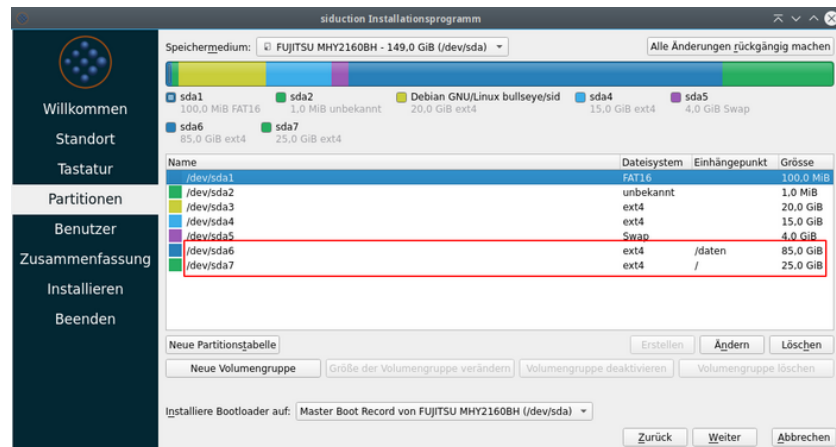 siduction Installationsprogramm
Willkommen
Standort
Tastatur
Partitionen
Benutzer
Zusammenfassung
Installieren
Beenden
Speichermedium: FUJITSU MHY2160BH - 149,0 GiB (/dev/sda) Alle Änderungen rückgängig machen
sda1 sda2 Debian GNU/Linux bullseye/sid sda4 sda5
100,0 MiB FAT16 1,0 MiB unbekannt 20,0 GiB ext4 15,0 GiB ext4 4,0 GiB Swap
sda6 sda7
85,0 GiB ext4 25,0 GiB ext4
Name Dateisystem Einhängepunkt Grösse
/dev/sda1 FAT16 100,0 MiB
/dev/sda2 unbekannt 1,0 MiB
/dev/sda3 ext4 20,0 GiB
/dev/sda4 ext4 15,0 GiB
/dev/sda5 Swap 4,0 GiB
/dev/sda6 ext4 /daten 85,0 GiB
/dev/sda7 ext4 / 25,0 GiB
Neue Partitionstabelle Erstellen Ändern Löschen
Neue Volumengruppe Größe der Volumengruppe verändern Volumengruppe deaktivieren Volumengruppe löschen
Installiere Bootloader auf: Master Boot Record von FUJITSU MHY2160BH (/dev/sda)
Zurück Weiter Abbrechen